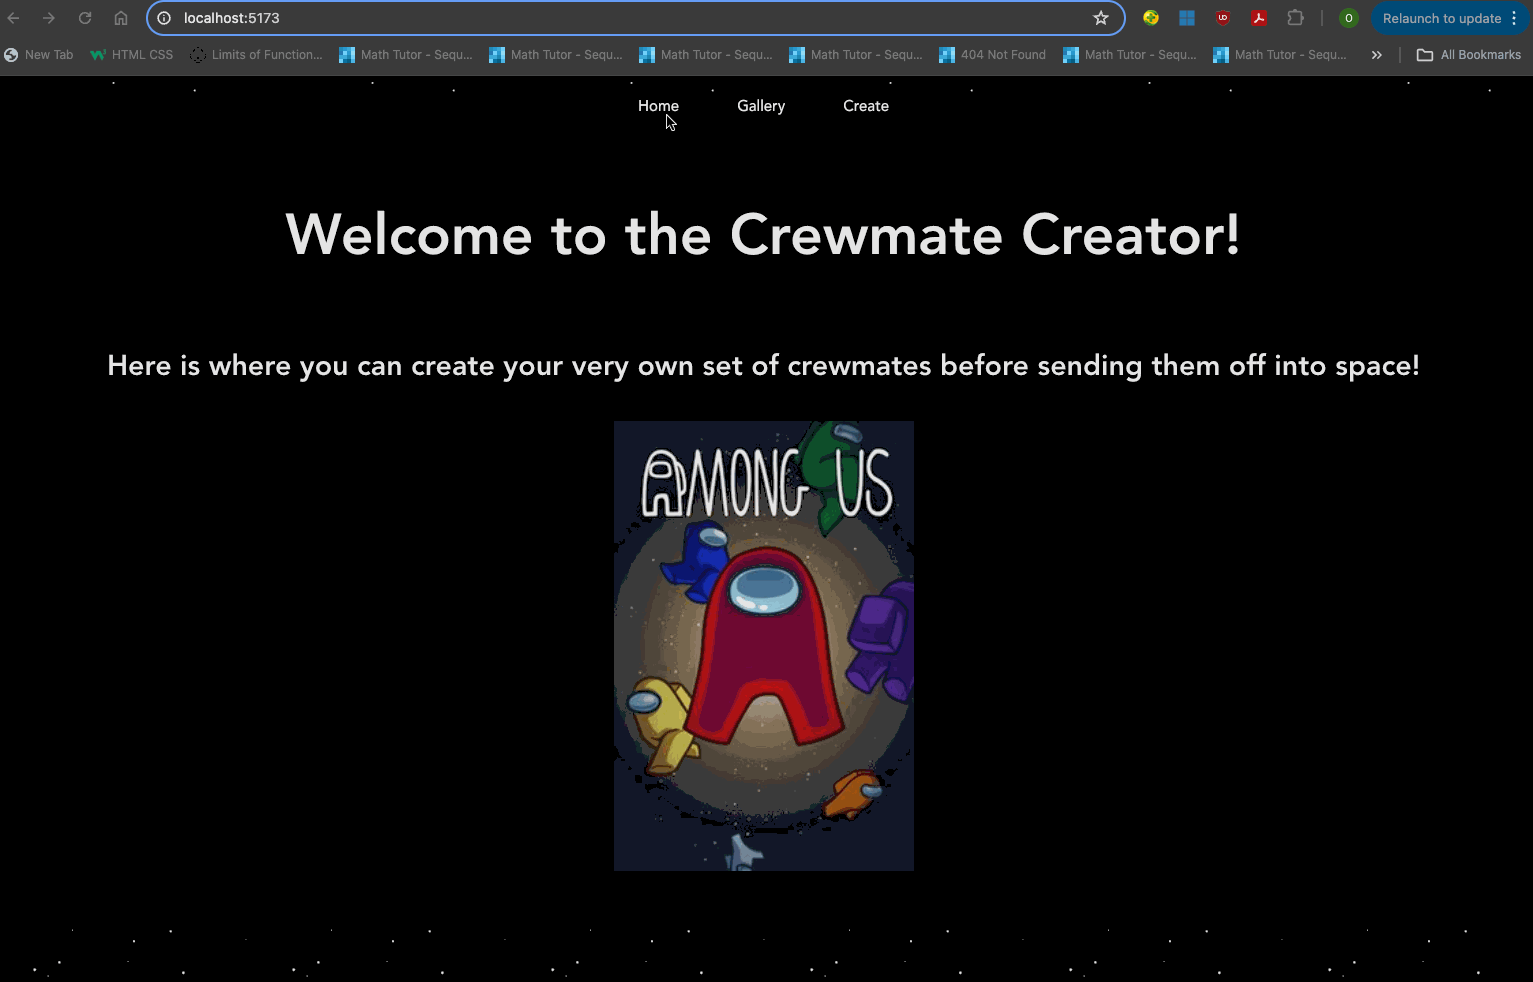 localhost:5173
O
Relaunch to update
New Tab
HTML CSS
Limits of Function...
Math Tutor - Sequ...
Math Tutor - Sequ...
Math Tutor - Sequ...
Math Tutor - Sequ...
404 Not Found
Math Tutor - Sequ...
Math Tutor - Sequ...
All Bookmarks
Home
Gallery
Create
Welcome to the Crewmate Creator!
Here is where you can create your very own set of crewmates before sending them off into space!
AMONG US